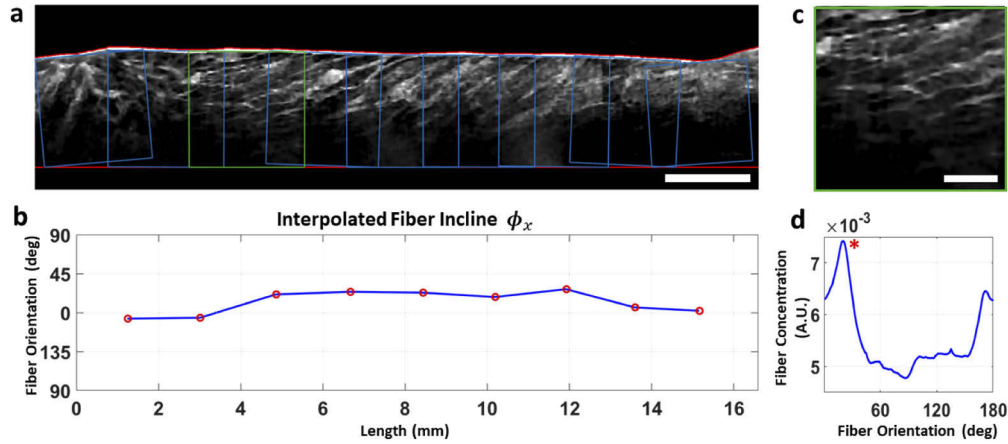 a
c
b
Interpolated Fiber Incline ϕx
Fiber Orientation (deg)
90
45
0
135
90
0 2 4 6 8 10 12 14 16
Length (mm)
d
×10⁻³
*
Fiber Concentration
(A.U.)
7
6
5
60 120 180
Fiber Orientation (deg)